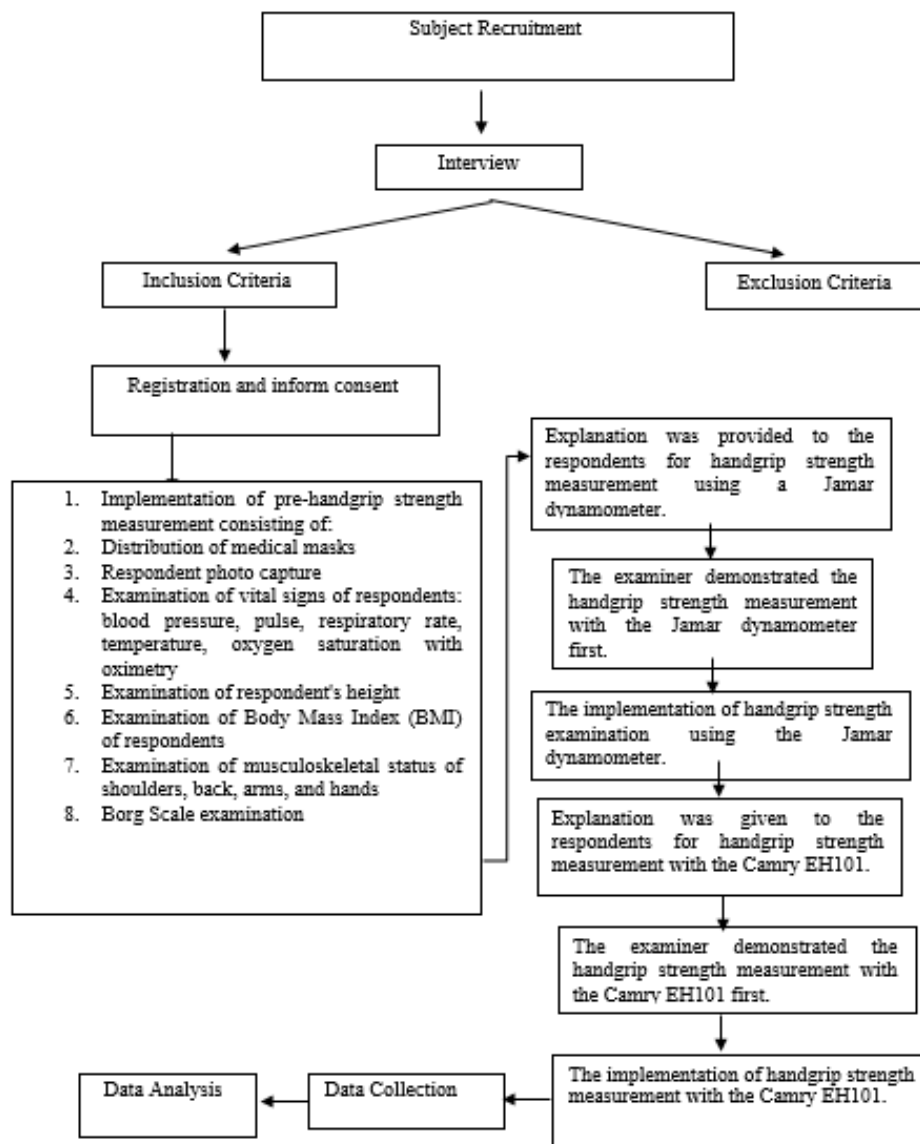 Subject Recruitment
Interview
Inclusion Criteria
Exclusion Criteria
Registration and inform consent
1. Implementation of pre-handgrip strength
measurement consisting of:
2. Distribution of medical masks
3. Respondent photo capture
4. Examination of vital signs of respondents:
blood pressure, pulse, respiratory rate,
temperature, oxygen saturation with
oximetry
5. Examination of respondent's height
6. Examination of Body Mass Index (BMI)
of respondents
7. Examination of musculoskeletal status of
shoulders, back, arms, and hands
8. Borg Scale examination
Explanation was provided to the
respondents for handgrip strength
measurement using a Jamar
dynamometer.
The examiner demonstrated the
handgrip strength measurement
with the Jamar dynamometer
first.
The implementation of handgrip strength
examination using the Jamar
dynamometer.
Explanation was given to the
respondents for handgrip strength
measurement with the Camry EH101.
The examiner demonstrated the
handgrip strength measurement with
the Camry EH101 first.
The implementation of handgrip strength
measurement with the Camry EH101.
Data Collection
Data Analysis